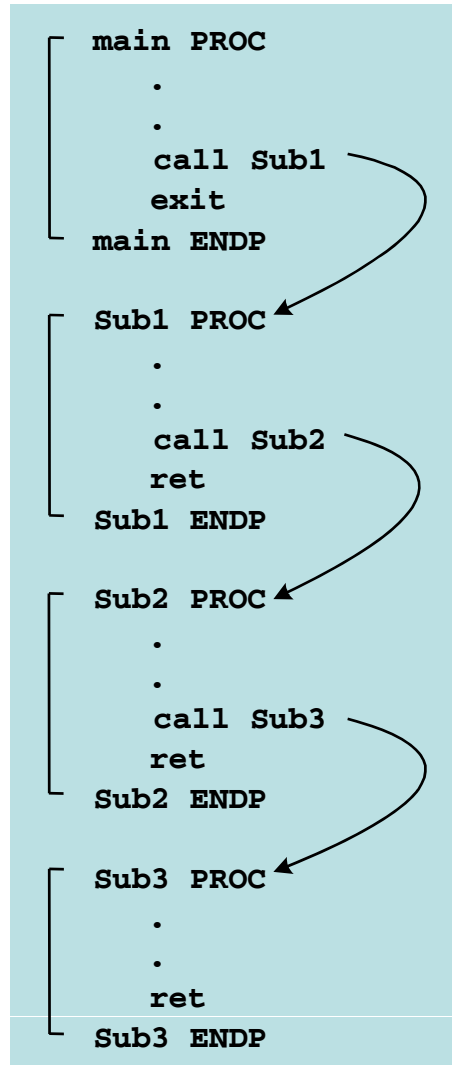 main PROC
.
.
call Sub1
exit
main ENDP
Sub1 PROC
.
.
call Sub2
ret
Sub1 ENDP
Sub2 PROC
.
.
call Sub3
ret
Sub2 ENDP
Sub3 PROC
.
.
ret
Sub3 ENDP